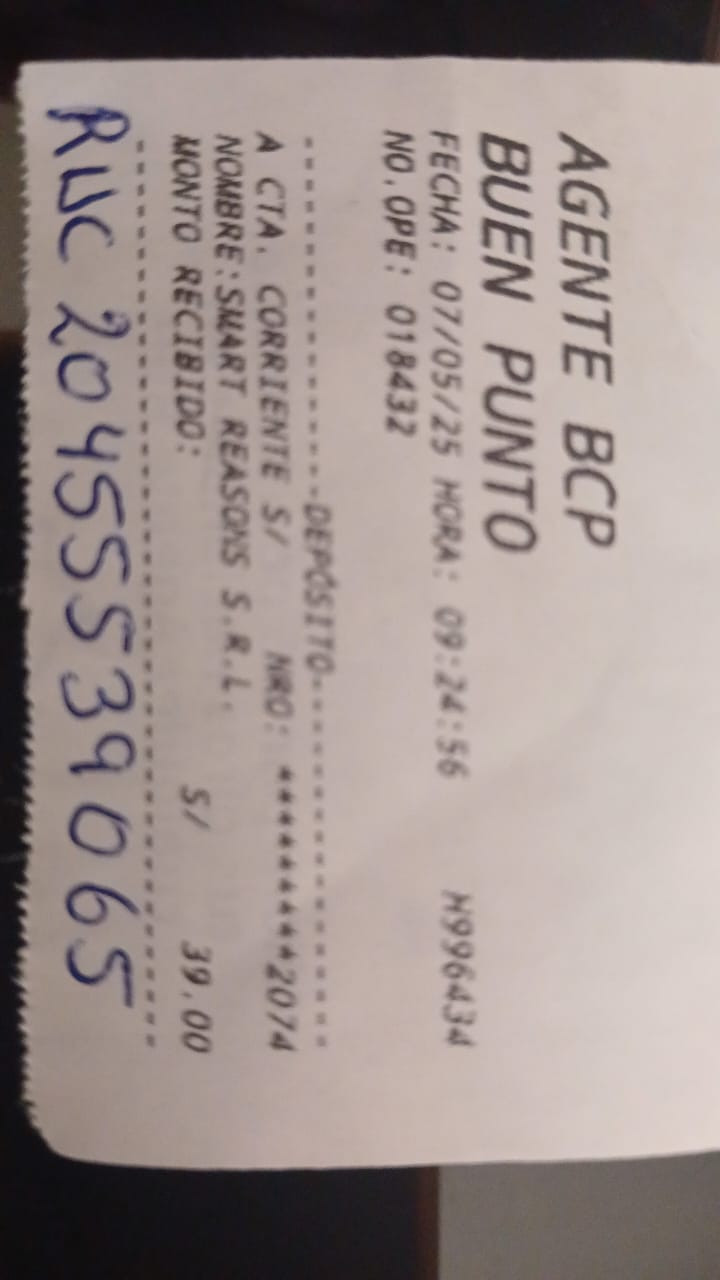 AGENTE BCP
BUEN PUNTO
FECHA: 07/05/25 HORA: 09:24:56 M996434
NO.OPE: 018432
------------DEPÓSITO------------------------
A CTA. CORRIENTE S/ NRO: **********2074
NOMBRE:SMART REASONS S.R.L.
MONTO RECIBIDO: S/ 39.00
--------------------------------------------
RUC 20455539065